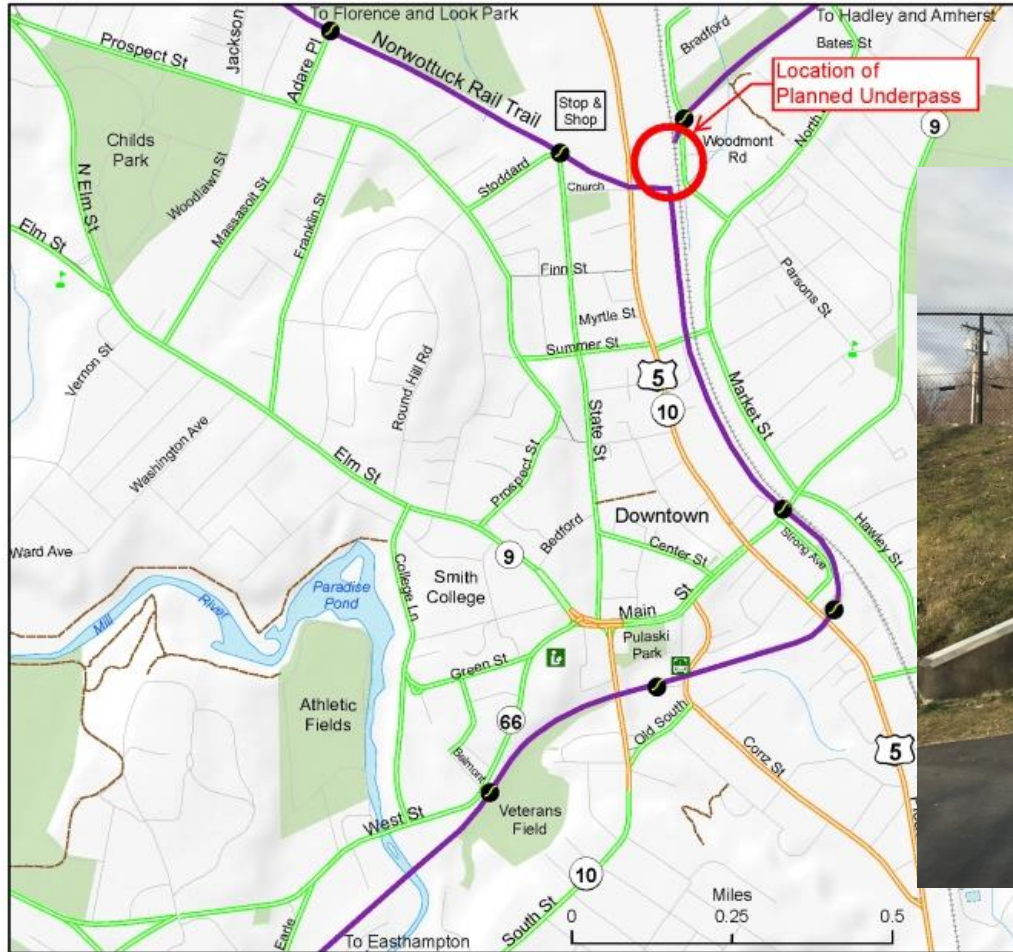 To Florence and Look Park
To Hadley and Amherst
Prospect St
Jackson
Adare Pl
Norwottuck Rail Trail
Bradford
Bates St
Location of
Planned Underpass
Stop &
Shop
9
Childs
Park
Woodmont
Rd
North
N Elm St
Woodlawn St
Massasoit St
Franklin St
Stoddard
Church
Elm St
Finn St
Parsons St
Myrtle St
Summer St
Vernon St
Round Hill Rd
5
10
State St
Market St
Washington Ave
Elm St
Prospect St
Bedford
Downtown
Center St
Strong Ave
Hawley St
Ward Ave
Paradise
Pond
College Ln
Smith
College
9
Mill
River
Main St
Pulaski
Park
Green St
Athletic
Fields
66
Old South
Conz St
5
Belmont
West St
Veterans
Field
10
South St
Earle
To Easthampton
Miles
0
0.25
0.5